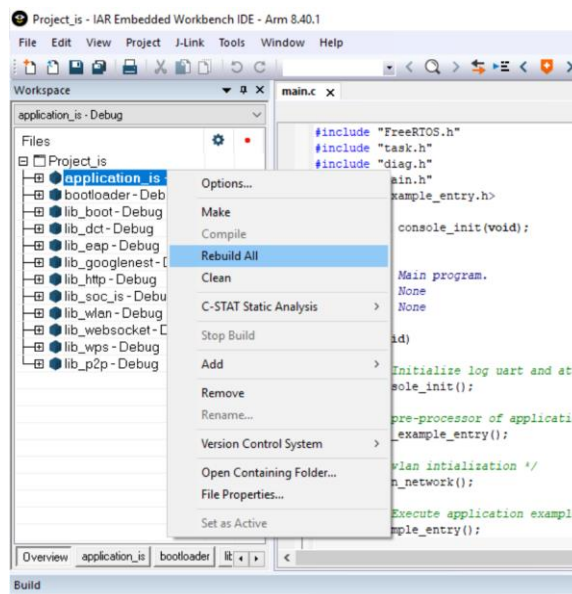 Project_is - IAR Embedded Workbench IDE - Arm 8.40.1
File Edit View Project J-Link Tools Window Help
Workspace
main.c
application_is - Debug
Files
Project_is
application_is -
bootloader - Deb
lib_boot - Debug
lib_dct - Debug
lib_eap - Debug
lib_googlenest - D
lib_http - Debug
lib_soc_is - Debu
lib_wlan - Debug
lib_websocket - D
lib_wps - Debug
lib_p2p - Debug
Options...
Make
Compile
Rebuild All
Clean
C-STAT Static Analysis
Stop Build
Add
Remove
Rename...
Version Control System
Open Containing Folder...
File Properties...
Set as Active
#include "FreeRTOS.h"
#include "task.h"
#include "diag.h"
ain.h"
xample_entry.h>
console_init(void);
Main program.
None
None
id)
Initialize log uart and at
sole_init();
pre-processor of applicati
_example_entry();
wlan intialization */
n_network();
Execute application exampl
mple_entry();
Overview application_is bootloader lit
Build